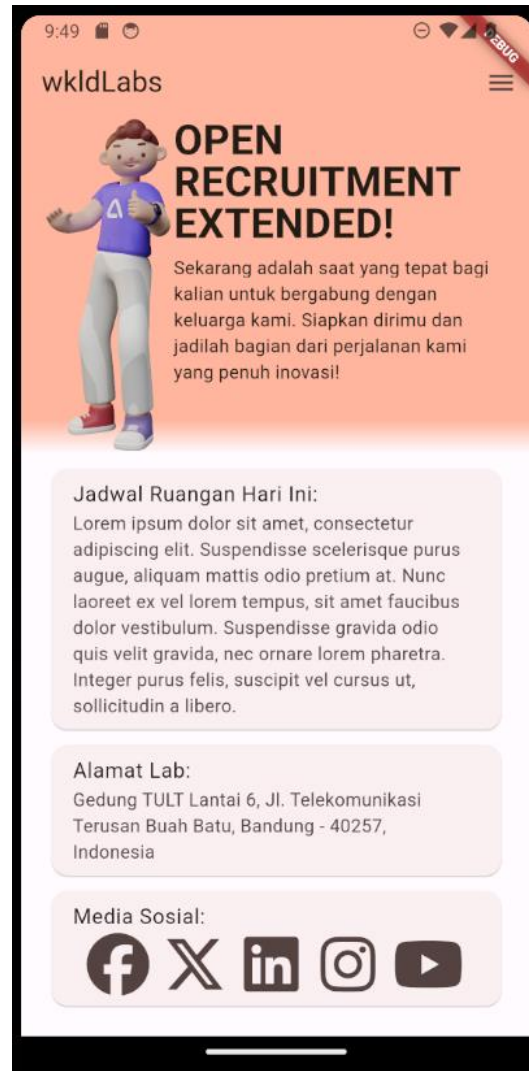 9:49
DEBUG
wkldLabs
OPEN
RECRUITMENT
EXTENDED!
Sekarang adalah saat yang tepat bagi
kalian untuk bergabung dengan
keluarga kami. Siapkan dirimu dan
jadilah bagian dari perjalanan kami
yang penuh inovasi!
Jadwal Ruangan Hari Ini:
Lorem ipsum dolor sit amet, consectetur
adipiscing elit. Suspendisse scelerisque purus
augue, aliquam mattis odio pretium at. Nunc
laoreet ex vel lorem tempus, sit amet faucibus
dolor vestibulum. Suspendisse gravida odio
quis velit gravida, nec ornare lorem pharetra.
Integer purus felis, suscipit vel cursus ut,
sollicitudin a libero.
Alamat Lab:
Gedung TULT Lantai 6, Jl. Telekomunikasi
Terusan Buah Batu, Bandung - 40257,
Indonesia
Media Sosial: